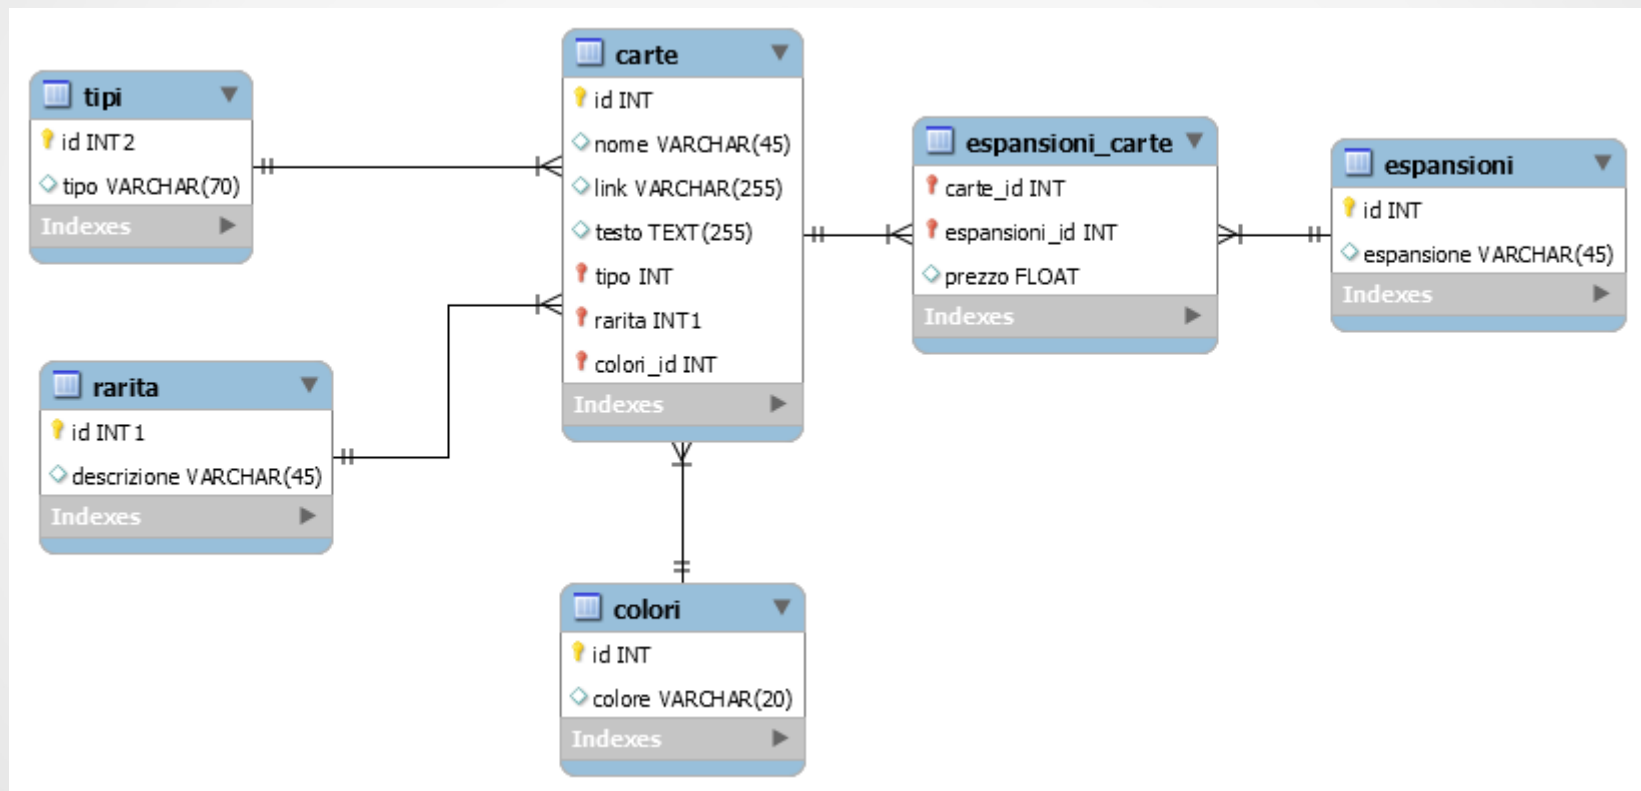 tipi
id INT2
tipo VARCHAR(70)
Indexes
rarita
id INT1
descrizione VARCHAR(45)
Indexes
carte
id INT
nome VARCHAR(45)
link VARCHAR(255)
testo TEXT(255)
tipo INT
rarita INT1
colori_id INT
Indexes
colori
id INT
colore VARCHAR(20)
Indexes
espansioni_carte
carte_id INT
espansioni_id INT
prezzo FLOAT
Indexes
espansioni
id INT
espansione VARCHAR(45)
Indexes